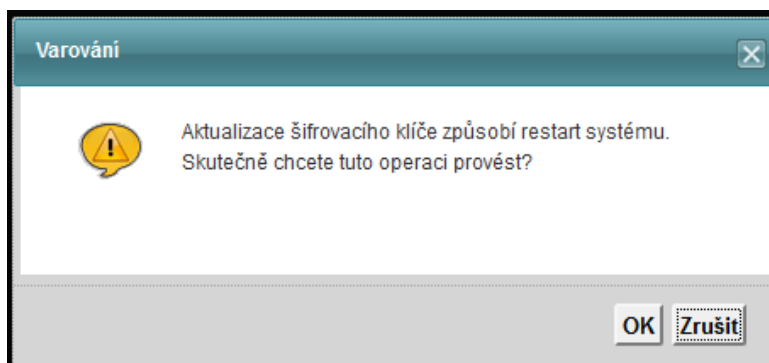 Varování
Aktualizace šifrovacího klíče způsobí restart systému.
Skutečně chcete tuto operaci provést?
OK Zrušit